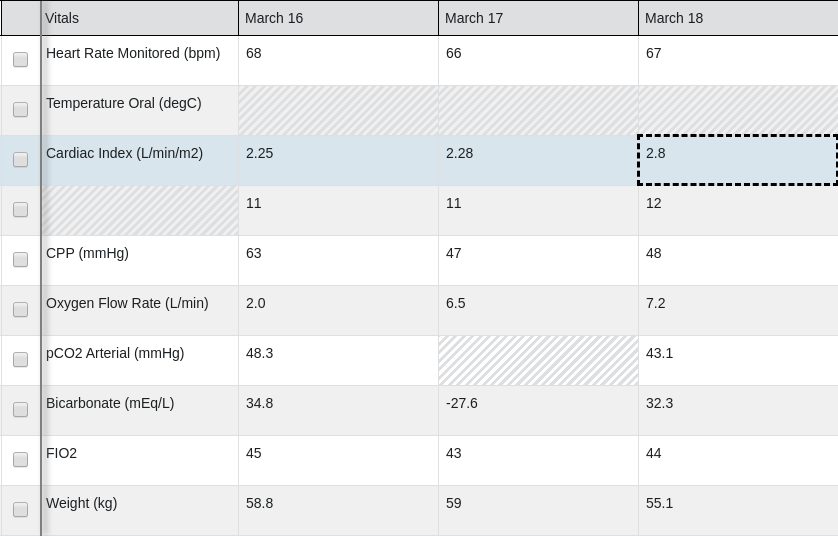 Vitals March 16 March 17 March 18
Heart Rate Monitored (bpm) 68 66 67
Temperature Oral (degC)
Cardiac Index (L/min/m2) 2.25 2.28 2.8
11 11 12
CPP (mmHg) 63 47 48
Oxygen Flow Rate (L/min) 2.0 6.5 7.2
pCO2 Arterial (mmHg) 48.3 43.1
Bicarbonate (mEq/L) 34.8 -27.6 32.3
FIO2 45 43 44
Weight (kg) 58.8 59 55.1